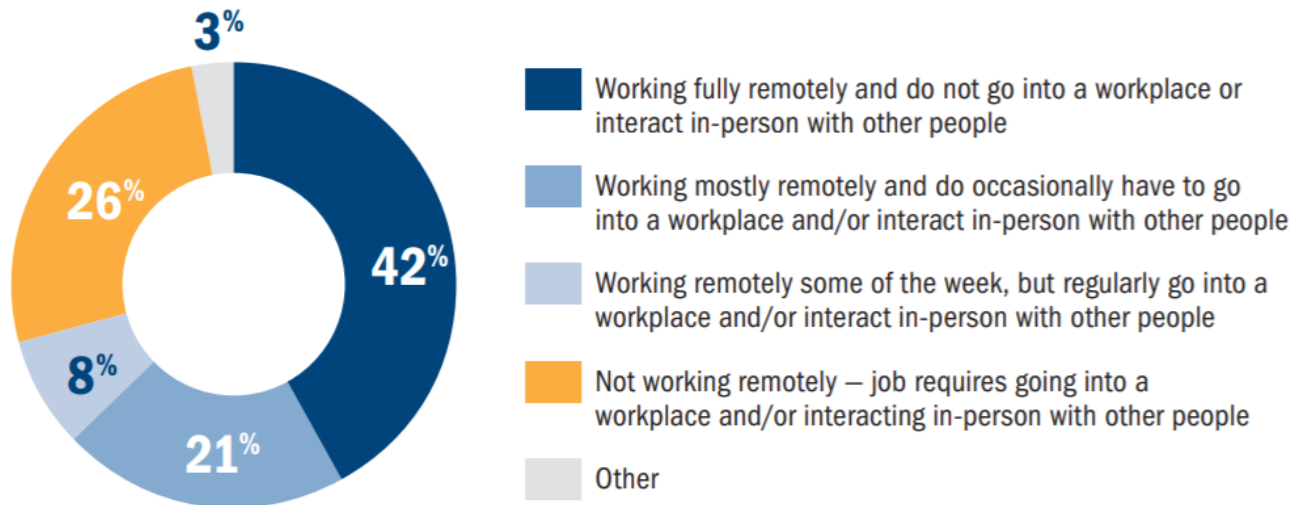 3%
26%
42%
8%
21%
Working fully remotely and do not go into a workplace or
interact in-person with other people
Working mostly remotely and do occasionally have to go
into a workplace and/or interact in-person with other people
Working remotely some of the week, but regularly go into a
workplace and/or interact in-person with other people
Not working remotely — job requires going into a
workplace and/or interacting in-person with other people
Other